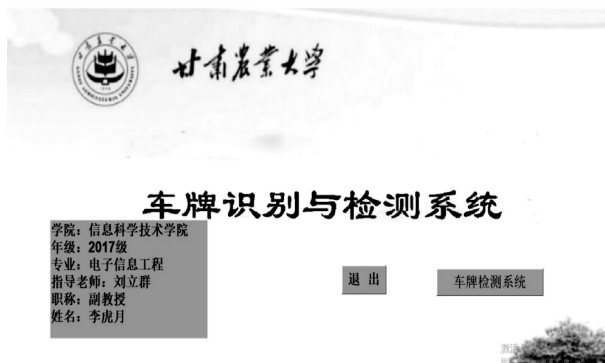 甘肃农业大学
车牌识别与检测系统
学院：信息科学技术学院
年级：2017级
专业：电子信息工程
指导老师：刘立群
职称：副教授
姓名：李虎月
退 出
车牌检测系统
激活